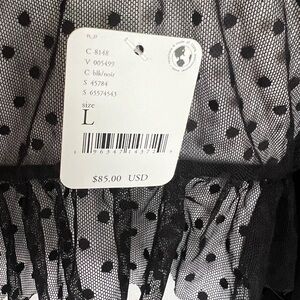 C 8148
V 005499
C blk/noir
S 45784
S 65574543
size
L
$85.00 USD